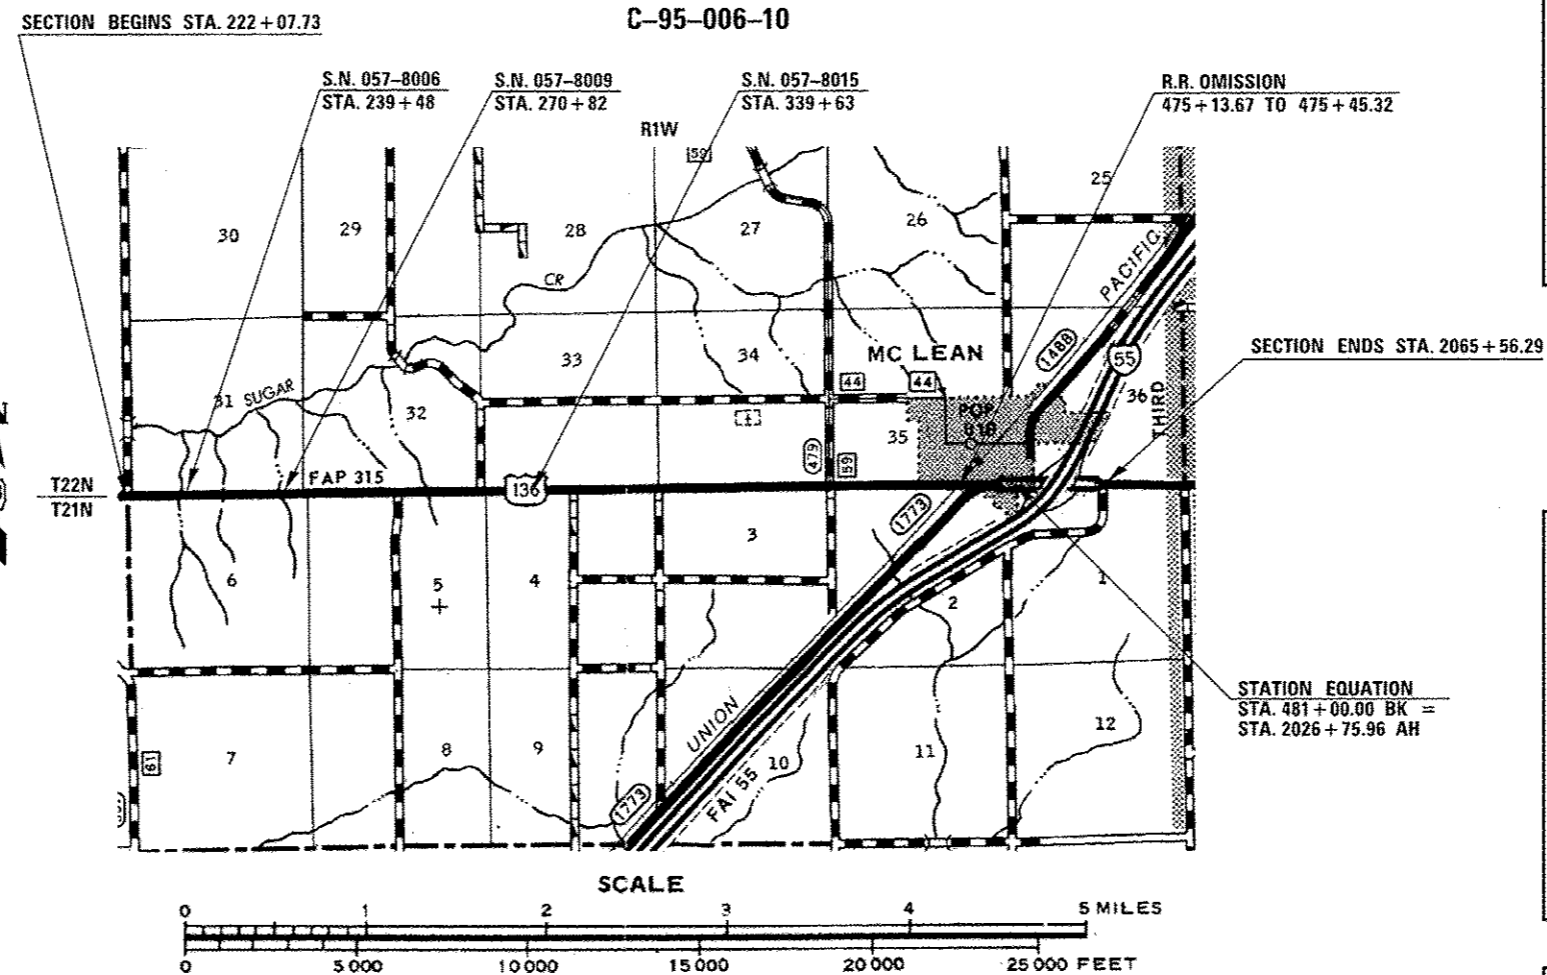 C-95-006-10
SECTION BEGINS STA. 222+07.73
S.N. 057-8006
STA. 239+48
S.N. 057-8009
STA. 270+82
S.N. 057-8015
STA. 339+63
R.R. OMISSION
475+13.67 TO 475+45.32
R1W
59
25
30
29
28
27
26
CR
PACIFIC
1488
55
MC LEAN
SECTION ENDS STA. 2065+56.29
33
34
44
44
36
THIRD
31
SUGAR
32
POP
818
35
479
59
T22N
T21N
FAP 315
136
1773
3
6
5
4
2
1
STATION EQUATION
STA. 481+00.00 BK =
STA. 2026+75.96 AH
UNION
FAI 55
12
11
10
7
8
9
61
1773
SCALE
0 1 2 3 4 5 MILES
0 5000 10000 15000 20000 25000 FEET